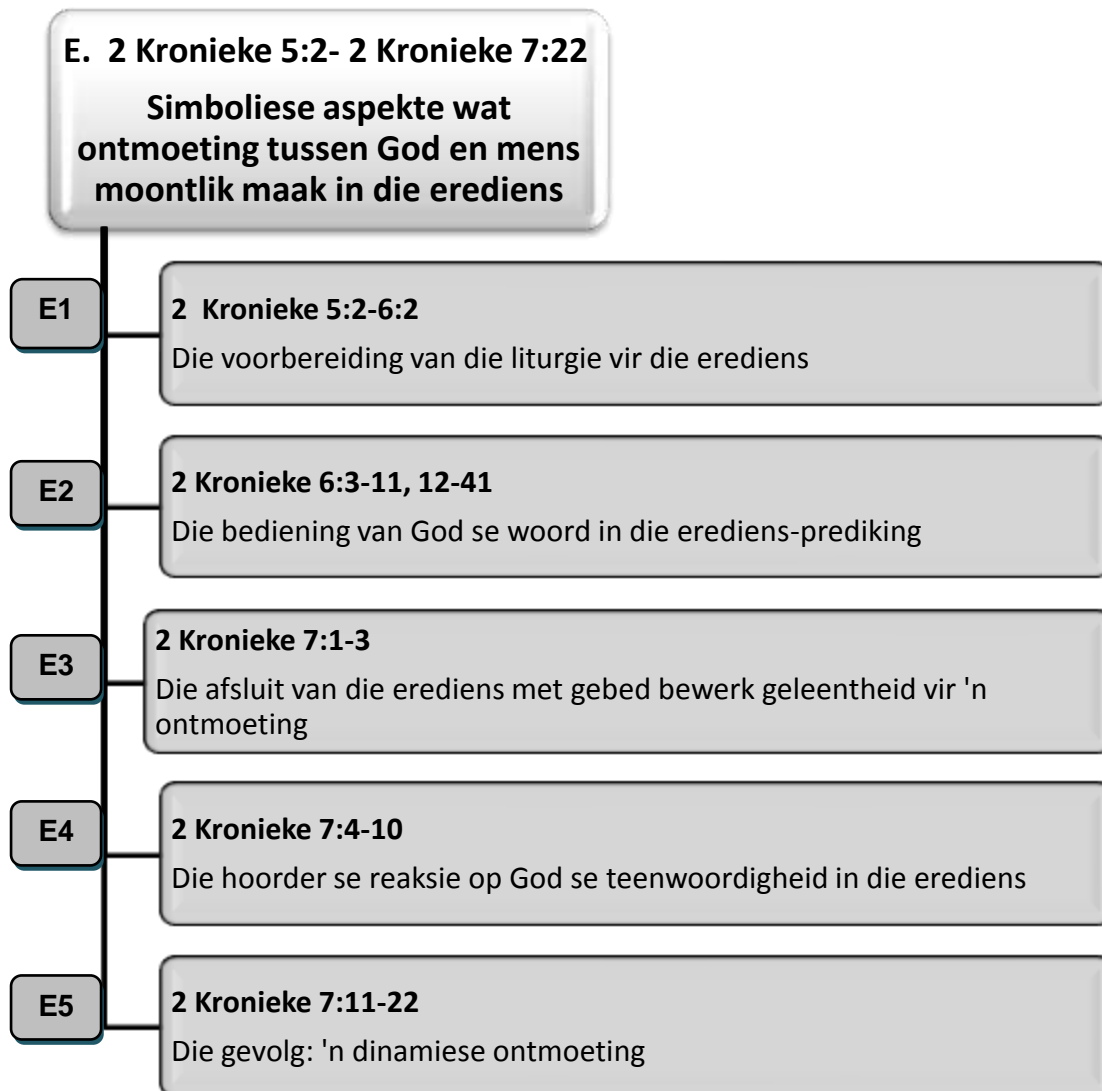 E. 2 Kronieke 5:2- 2 Kronieke 7:22
Simboliese aspekte wat
ontmoeting tussen God en mens
moontlik maak in die erediens
E1
2 Kronieke 5:2-6:2
Die voorbereiding van die liturgie vir die erediens
E2
2 Kronieke 6:3-11, 12-41
Die bediening van God se woord in die erediens-prediking
E3
2 Kronieke 7:1-3
Die afsluit van die erediens met gebed bewerk geleentheid vir 'n
ontmoeting
E4
2 Kronieke 7:4-10
Die hoorder se reaksie op God se teenwoordigheid in die erediens
E5
2 Kronieke 7:11-22
Die gevolg: 'n dinamiese ontmoeting